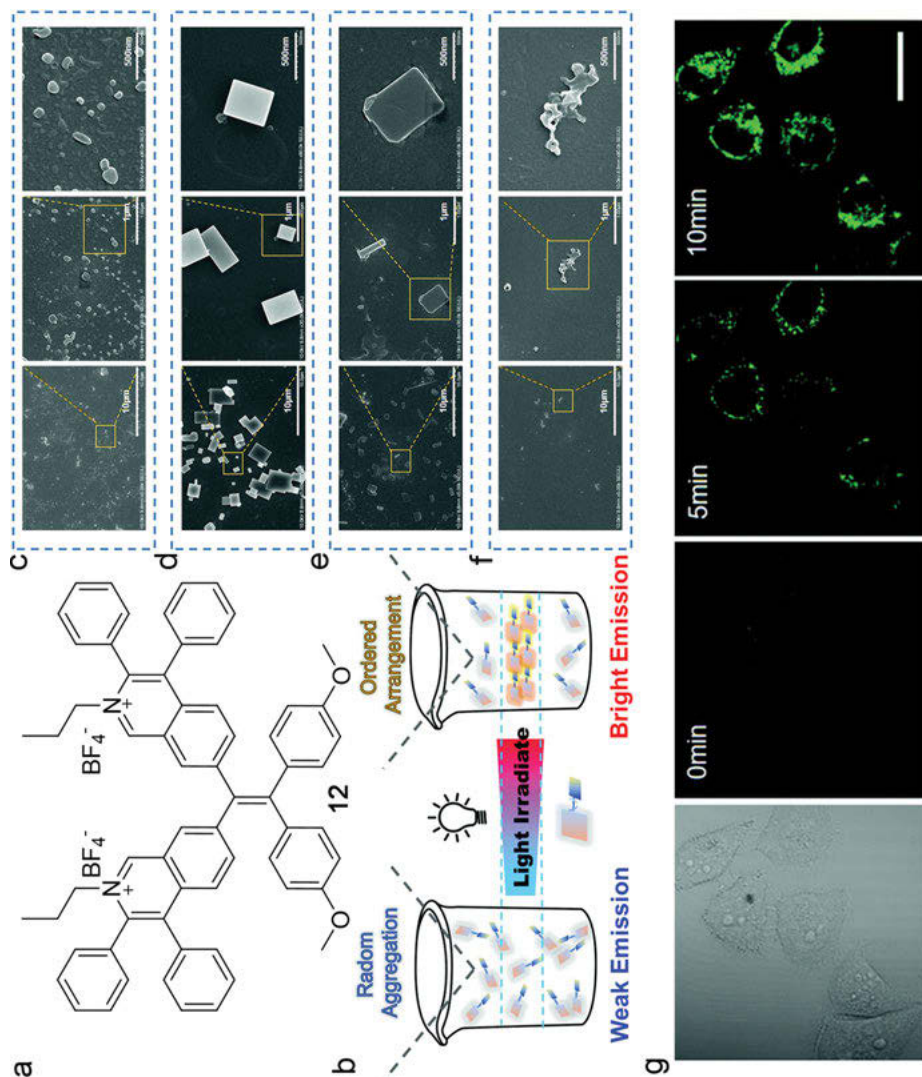 a
BF₄⁻
BF₄⁻
N
+
N
+
O
O
12
b
Radom
Aggregation
Ordered
Arrangement
Light Irradiate
Weak Emission
Bright Emission
c
10μm
1μm
500nm
d
10μm
1μm
500nm
e
10μm
1μm
500nm
f
10μm
1μm
500nm
g
0min
5min
10min